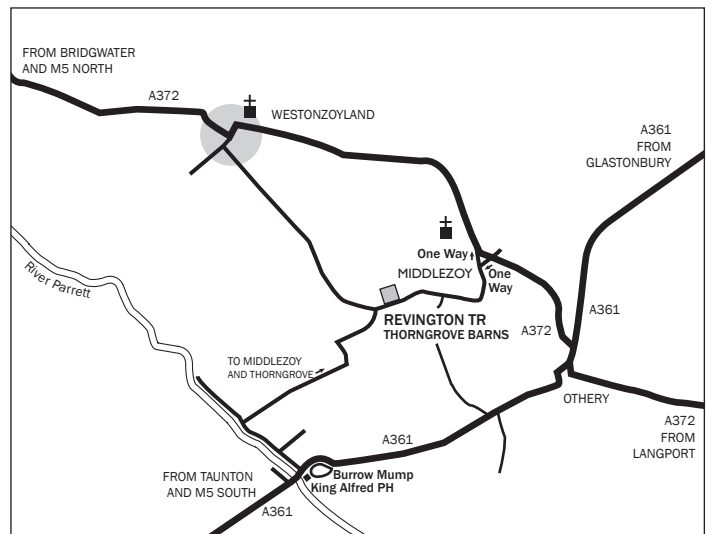 FROM BRIDGWATER
AND M5 NORTH
A372
WESTONZOYLAND
A361
FROM
GLASTONBURY
River Parrett
One Way
MIDDLEZOY
One
Way
REVINGTON TR
THORNGROVE BARNS
A372
A361
TO MIDDLEZOY
AND THORNGROVE
OTHERY
A372
FROM
LANGPORT
A361
FROM TAUNTON
AND M5 SOUTH
Burrow Mump
King Alfred PH
A361